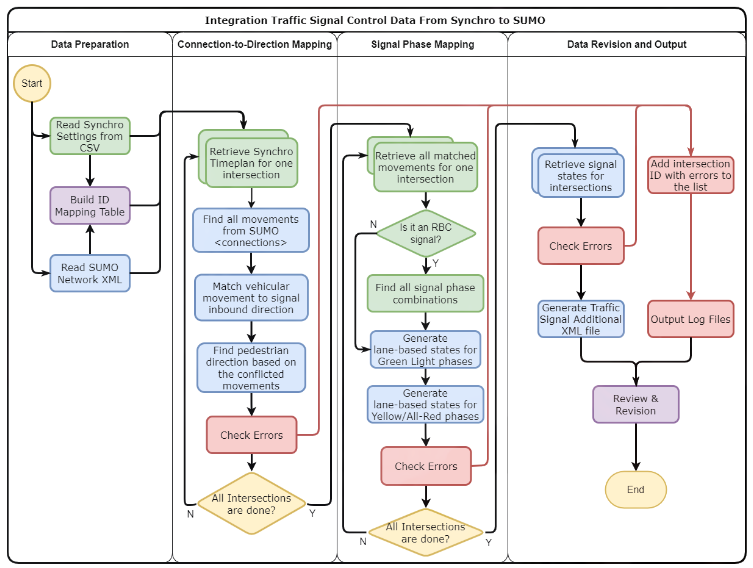 Integration Traffic Signal Control Data From Synchro to SUMO
Data Preparation
Connection-to-Direction Mapping
Signal Phase Mapping
Data Revision and Output
Start
Read Synchro
Settings from
CSV
Build ID
Mapping Table
Read SUMO
Network XML
Retrieve Synchro
Timeplan for one
intersection
Find all movements
from SUMO
<connections>
Match vehicular
movement to signal
inbound direction
Find pedestrian
direction based on
the conflicted
movements
Check Errors
All Intersections
are done?
N
Y
Retrieve all matched
movements for one
intersection
N
Is it an RBC
signal?
Y
Find all signal phase
combinations
Generate
lane-based states for
Green Light phases
Generate
lane-based states for
Yellow/All-Red phases
Check Errors
All Intersections
are done?
N
Y
Retrieve signal
states for
intersections
Check Errors
Generate Traffic
Signal Additional
XML file
Add intersection
ID with errors to
the list
Output Log Files
Review &
Revision
End